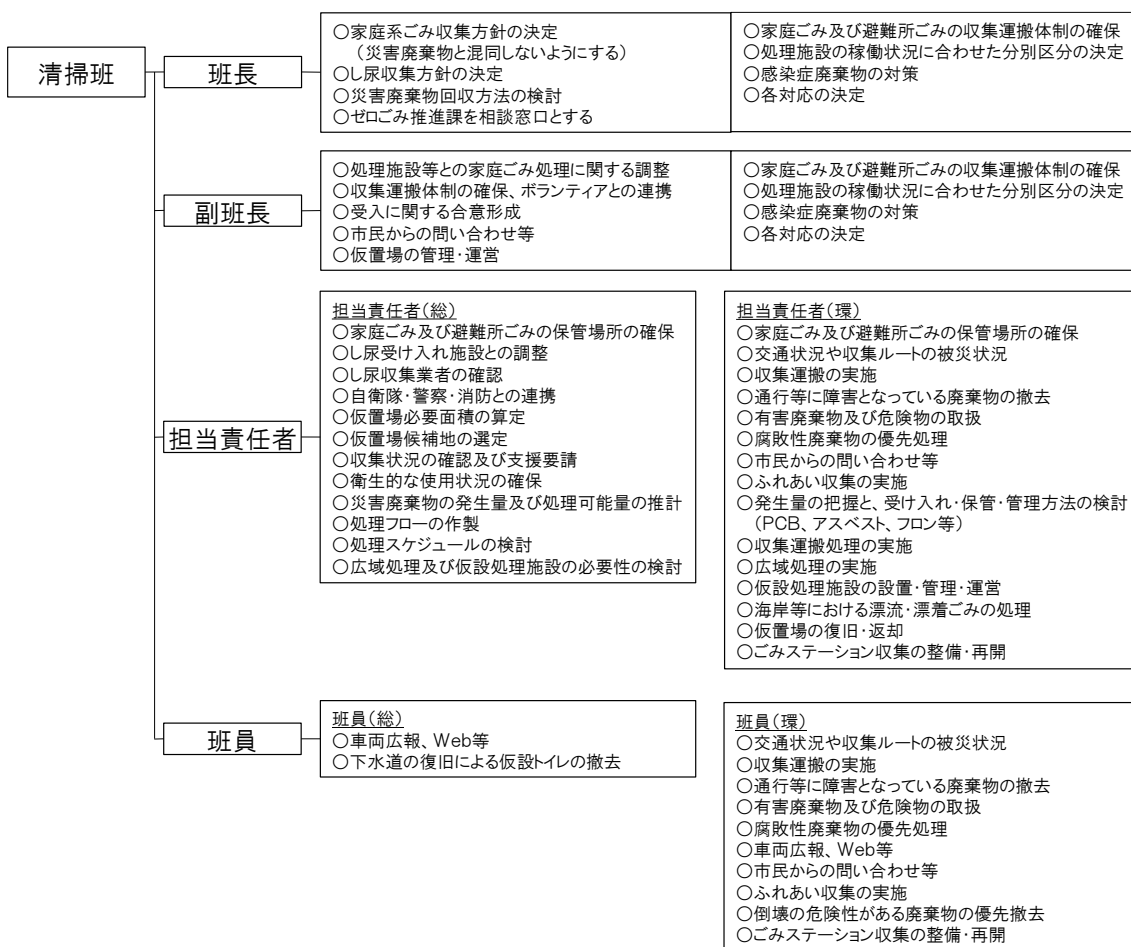 清掃班
班長
○家庭系ごみ収集方針の決定
（災害廃棄物と混同しないようにする）
○し尿収集方針の決定
○災害廃棄物回収方法の検討
○ゼロごみ推進課を相談窓口とする
○家庭ごみ及び避難所ごみの収集運搬体制の確保
○処理施設の稼働状況に合わせた分別区分の決定
○感染症廃棄物の対策
○各対応の決定
副班長
○処理施設等との家庭ごみ処理に関する調整
○収集運搬体制の確保、ボランティアとの連携
○受入に関する合意形成
○市民からの問い合わせ等
○仮置場の管理・運営
○家庭ごみ及び避難所ごみの収集運搬体制の確保
○処理施設の稼働状況に合わせた分別区分の決定
○感染症廃棄物の対策
○各対応の決定
担当責任者
担当責任者(総)
○家庭ごみ及び避難所ごみの保管場所の確保
○し尿受け入れ施設との調整
○し尿収集業者の確認
○自衛隊・警察・消防との連携
○仮置場必要面積の算定
○仮置場候補地の選定
○収集状況の確認及び支援要請
○衛生的な使用状況の確保
○災害廃棄物の発生量及び処理可能量の推計
○処理フローの作製
○処理スケジュールの検討
○広域処理及び仮設処理施設の必要性の検討
担当責任者(環)
○家庭ごみ及び避難所ごみの保管場所の確保
○交通状況や収集ルートの被災状況
○収集運搬の実施
○通行等に障害となっている廃棄物の撤去
○有害廃棄物及び危険物の取扱
○腐敗性廃棄物の優先処理
○市民からの問い合わせ等
○ふれあい収集の実施
○発生量の把握と、受け入れ・保管・管理方法の検討
（PCB、アスベスト、フロン等）
○収集運搬処理の実施
○広域処理の実施
○仮設処理施設の設置・管理・運営
○海岸等における漂流・漂着ごみの処理
○仮置場の復旧・返却
○ごみステーション収集の整備・再開
班員
班員(総)
○車両広報、Web等
○下水道の復旧による仮設トイレの撤去
班員(環)
○交通状況や収集ルートの被災状況
○収集運搬の実施
○通行等に障害となっている廃棄物の撤去
○有害廃棄物及び危険物の取扱
○腐敗性廃棄物の優先処理
○車両広報、Web等
○市民からの問い合わせ等
○ふれあい収集の実施
○倒壊の危険性がある廃棄物の優先撤去
○ごみステーション収集の整備・再開